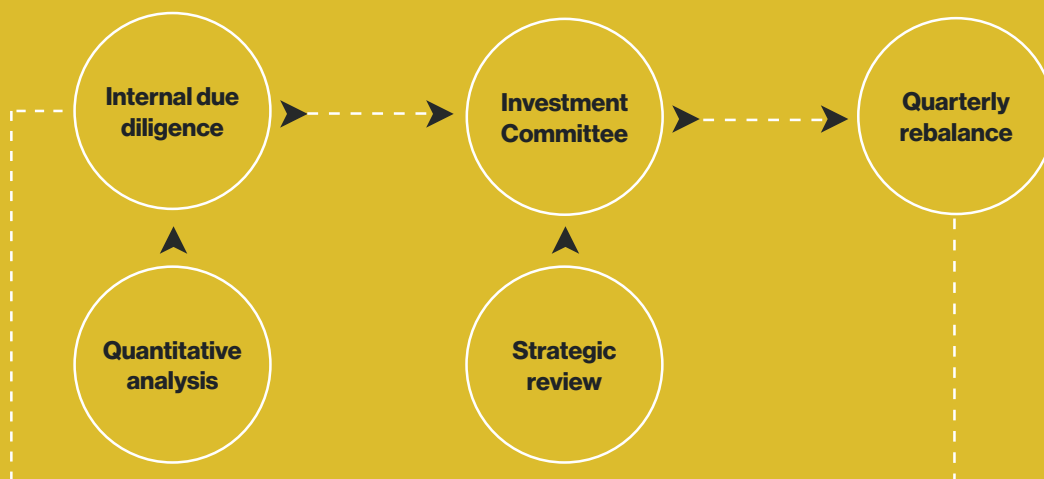 Internal due
diligence
Investment
Committee
Quarterly
rebalance
Quantitative
analysis
Strategic
review